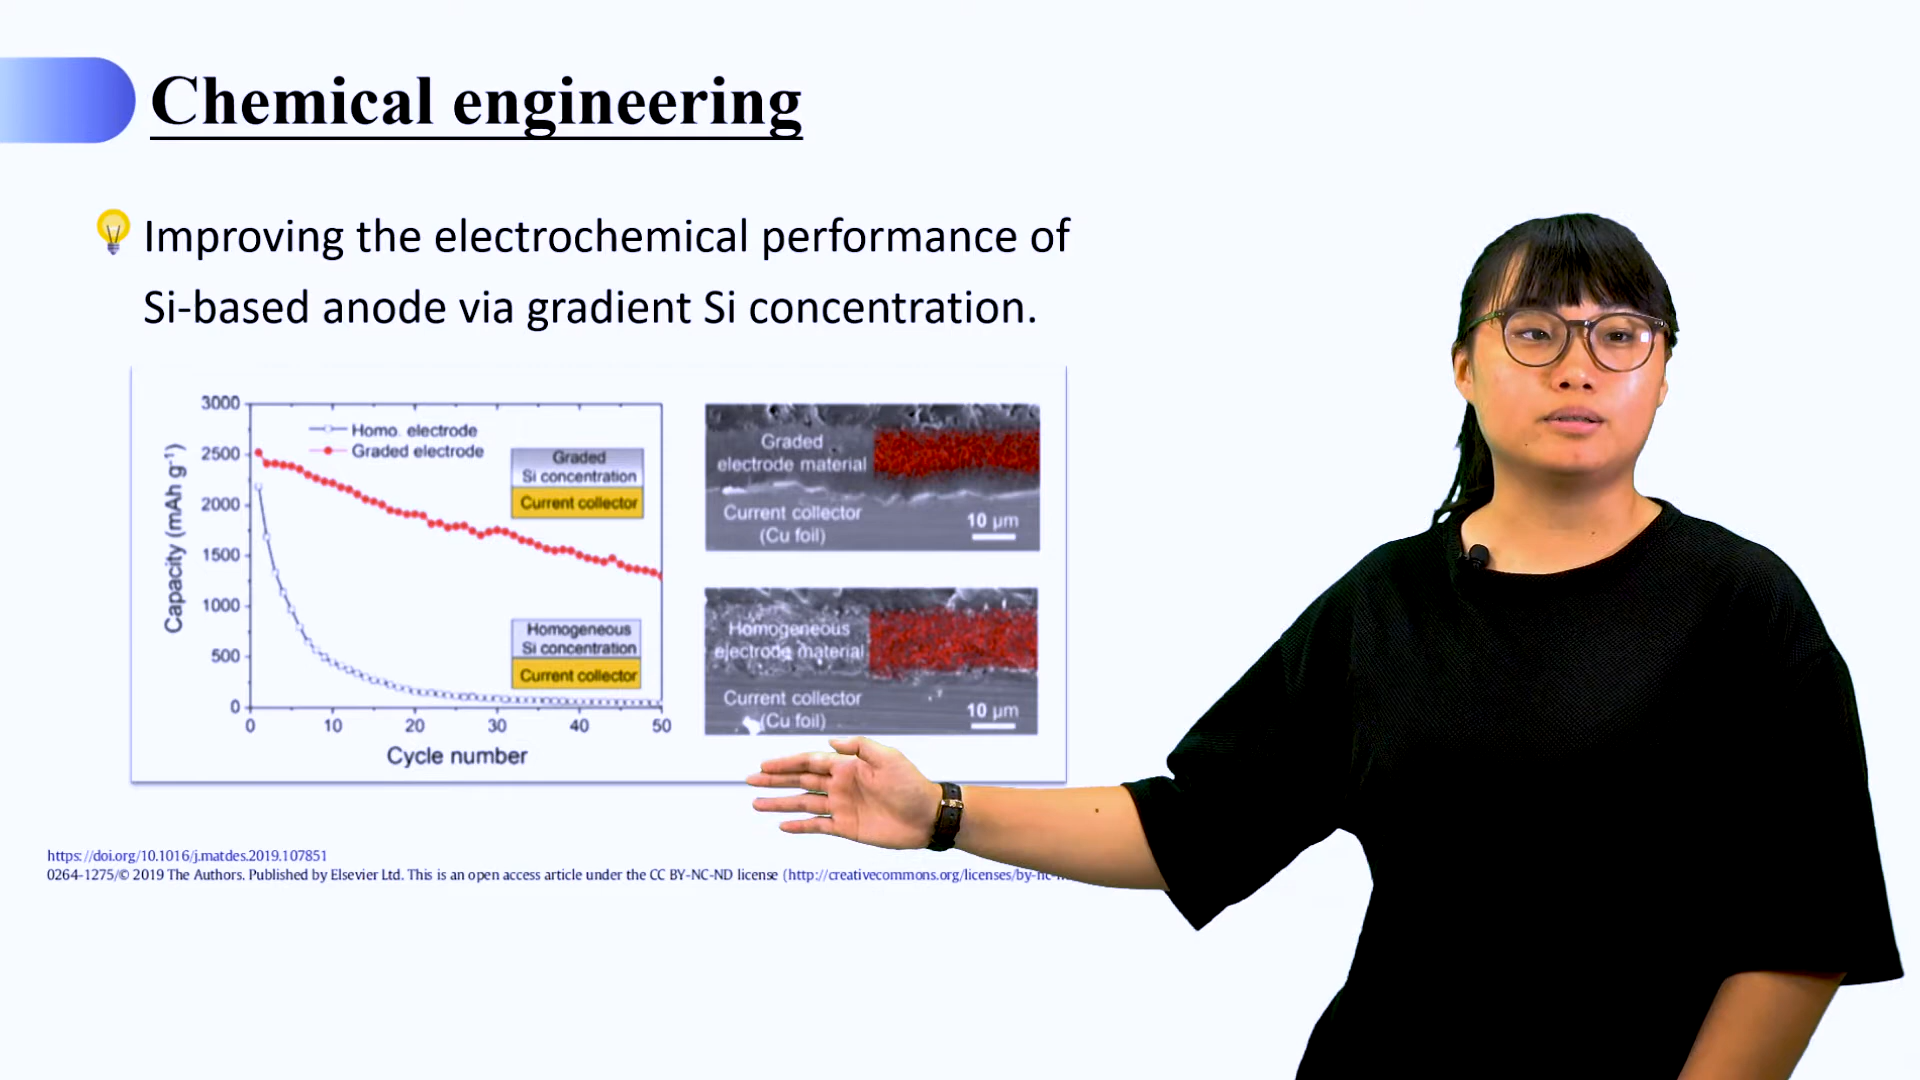 Chemical engineering
Improving the electrochemical performance of
Si-based anode via gradient Si concentration.
3000
2500
2000
1500
1000
500
0
Capacity (mAh g⁻¹)
Homo. electrode
Graded electrode
Graded
Si concentration
Current collector
Homogeneous
Si concentration
Current collector
0 10 20 30 40 50
Cycle number
Graded
electrode material
Current collector
(Cu foil)
10 µm
Homogeneous
electrode material
Current collector
(Cu foil)
10 µm
https://doi.org/10.1016/j.matdes.2019.107851
0264-1275/© 2019 The Authors. Published by Elsevier Ltd. This is an open access article under the CC BY-NC-ND license (http://creativecommons.org/licenses/by-nc-